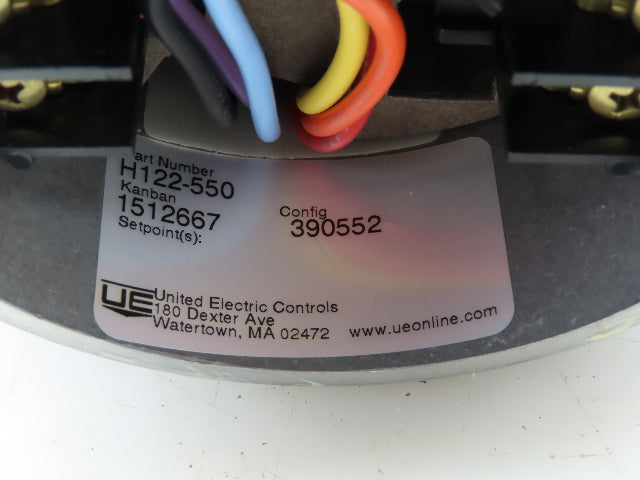 Part Number
H122-550
Kanban
1512667
Setpoint(s):
Config
390552
UE
United Electric Controls
180 Dexter Ave
Watertown, MA 02472
www.ueonline.com